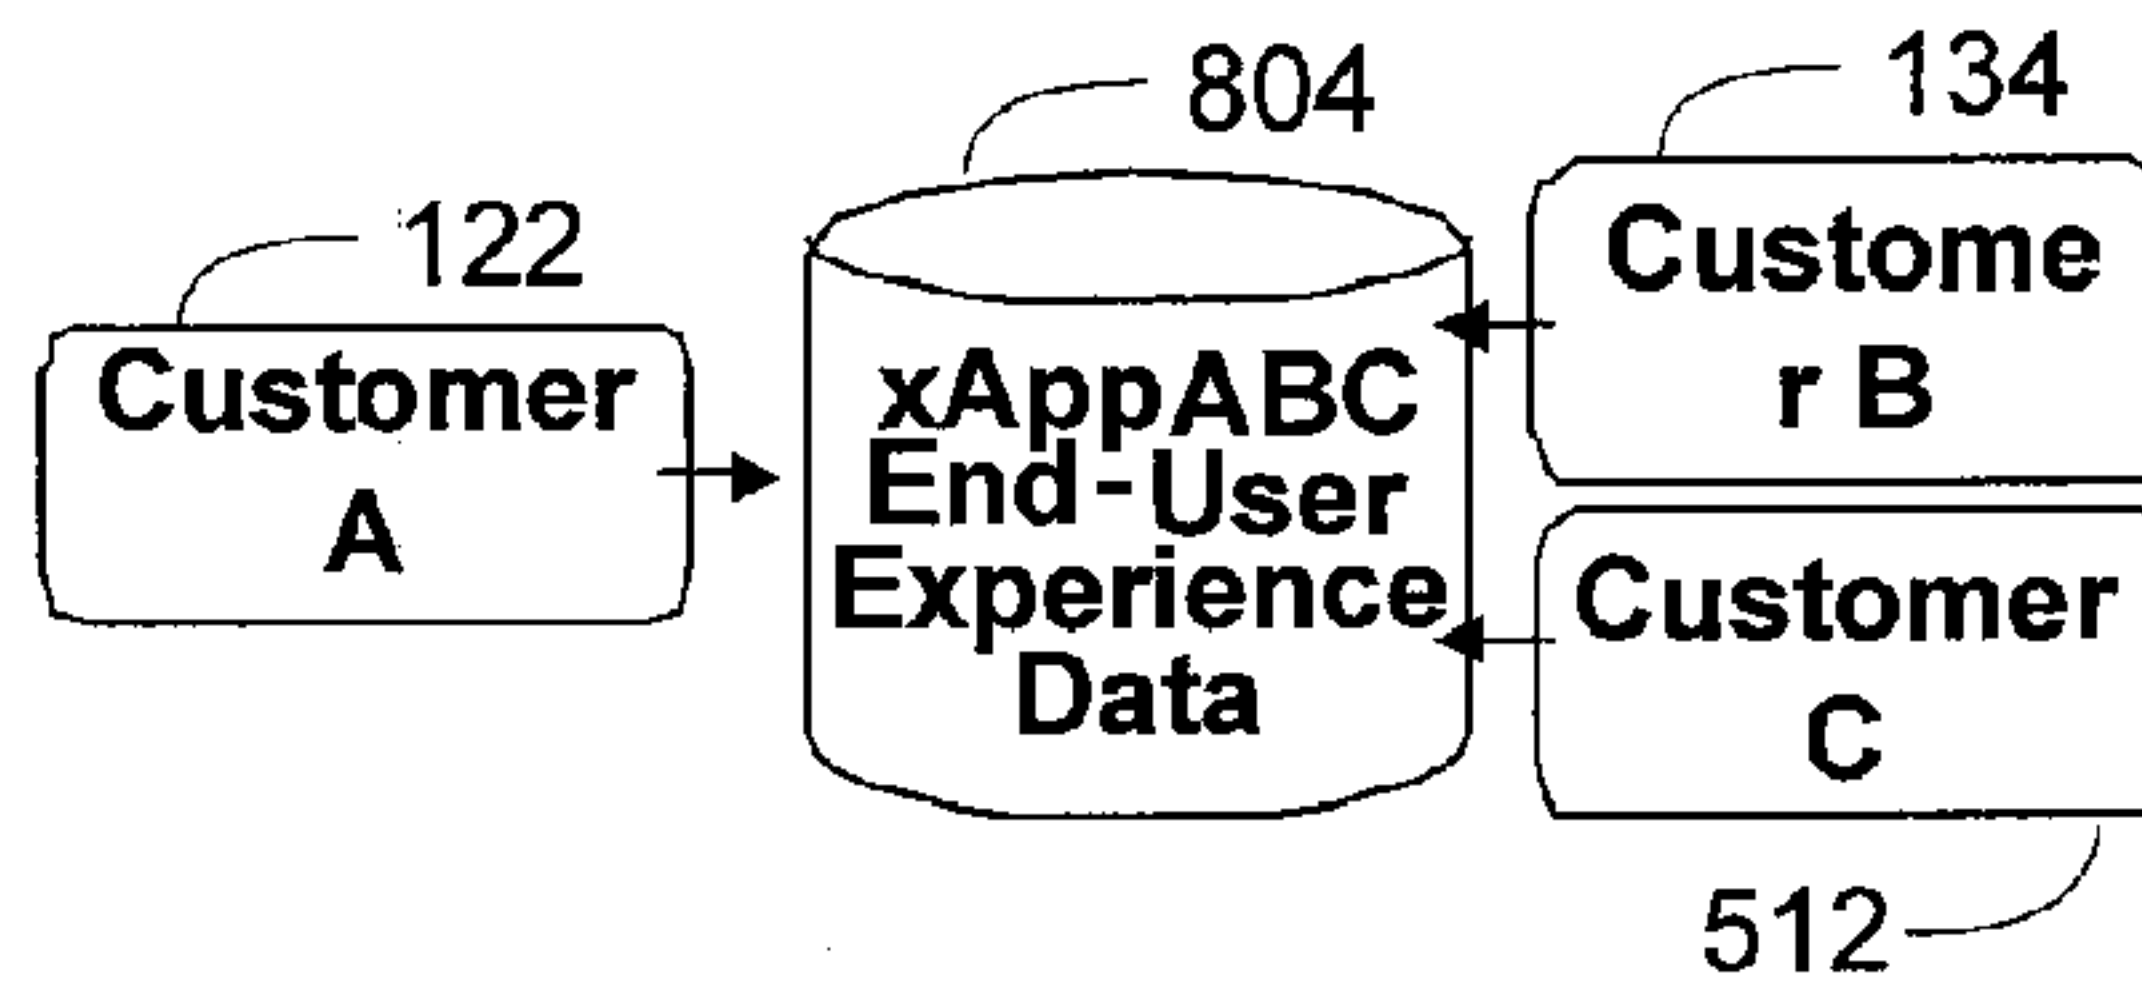 804
134
122
Customer
A
xAppABC
End-User
Experience
Data
Custome
r B
Customer
C
512